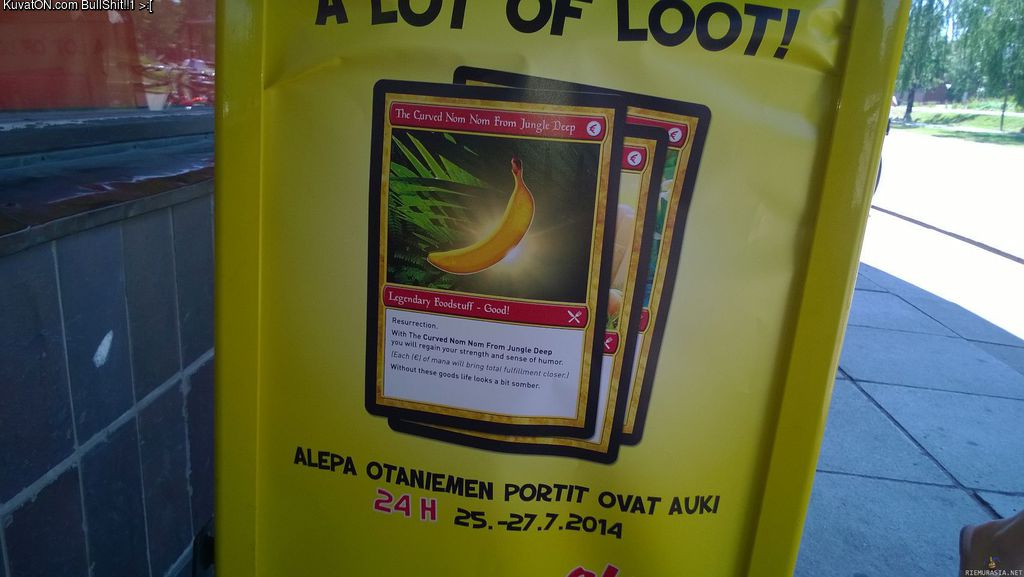 KuvatON.com BullShit!!1 >:[
A LOT OF LOOT!
The Curved Nom Nom From Jungle Deep
Legendary Foodstuff - Good!
Resurrection.
With The Curved Nom Nom From Jungle Deep
you will regain your strength and sense of humor.
(Each (€) of mana will bring total fulfillment closer.)
Without these goods life looks a bit somber.
ALEPA OTANIEMEN PORTIT OVAT AUKI
24 H 25.-27.7.2014
RIEMURASIA.NET